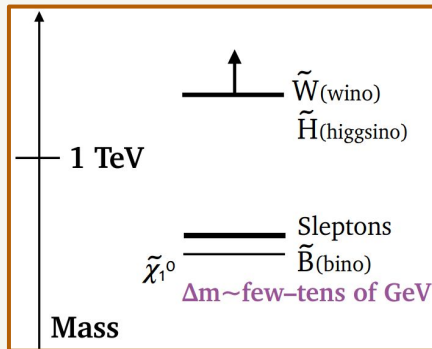 W̃(wino)
H̃(higgsino)
1 TeV
Sleptons
χ̃₁⁰ B̃(bino)
Δm~few–tens of GeV
Mass